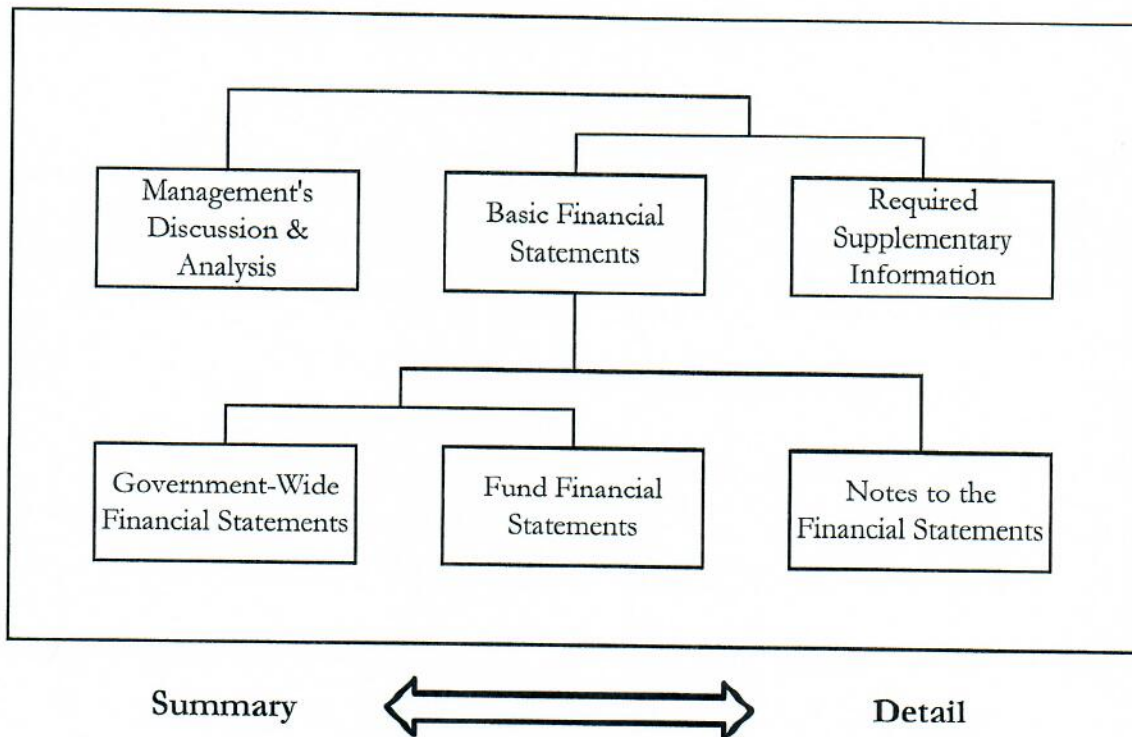 Management's
Discussion &
Analysis
Basic Financial
Statements
Required
Supplementary
Information
Government-Wide
Financial Statements
Fund Financial
Statements
Notes to the
Financial Statements
Summary
Detail